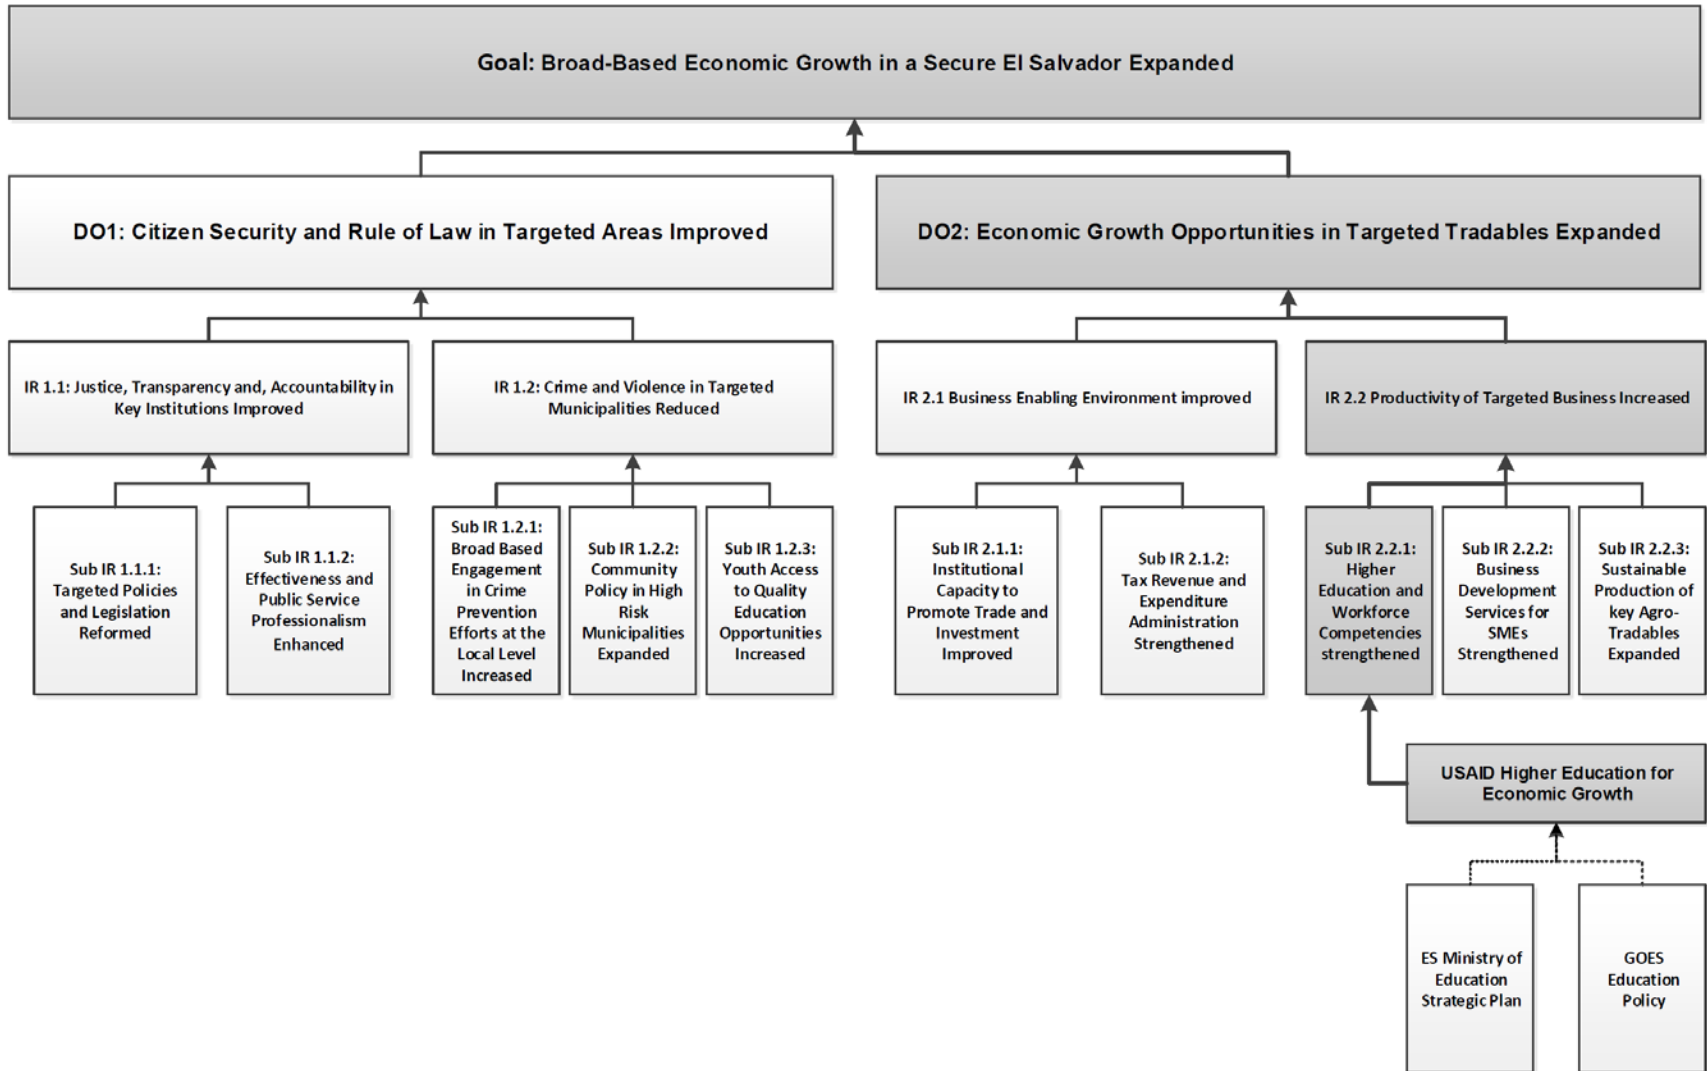 Goal: Broad-Based Economic Growth in a Secure El Salvador Expanded
DO1: Citizen Security and Rule of Law in Targeted Areas Improved
DO2: Economic Growth Opportunities in Targeted Tradables Expanded
IR 1.1: Justice, Transparency and, Accountability in
Key Institutions Improved
IR 1.2: Crime and Violence in Targeted
Municipalities Reduced
IR 2.1 Business Enabling Environment improved
IR 2.2 Productivity of Targeted Business Increased
Sub IR 1.1.1:
Targeted Policies
and Legislation
Reformed
Sub IR 1.1.2:
Effectiveness and
Public Service
Professionalism
Enhanced
Sub IR 1.2.1:
Broad Based
Engagement
in Crime
Prevention
Efforts at the
Local Level
Increased
Sub IR 1.2.2:
Community
Policy in High
Risk
Municipalities
Expanded
Sub IR 1.2.3:
Youth Access
to Quality
Education
Opportunities
Increased
Sub IR 2.1.1:
Institutional
Capacity to
Promote Trade and
Investment
Improved
Sub IR 2.1.2:
Tax Revenue and
Expenditure
Administration
Strengthened
Sub IR 2.2.1:
Higher
Education and
Workforce
Competencies
strengthened
Sub IR 2.2.2:
Business
Development
Services for
SMEs
Strengthened
Sub IR 2.2.3:
Sustainable
Production of
key Agro-
Tradables
Expanded
USAID Higher Education for
Economic Growth
ES Ministry of
Education
Strategic Plan
GOES
Education
Policy